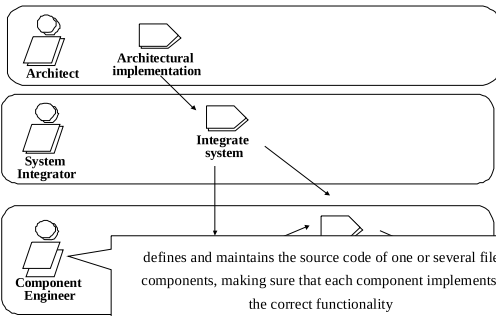 Architect
Architectural
implementation
Integrate
system
System
Integrator
Component
Engineer
defines and maintains the source code of one or several file
components, making sure that each component implements
the correct functionality